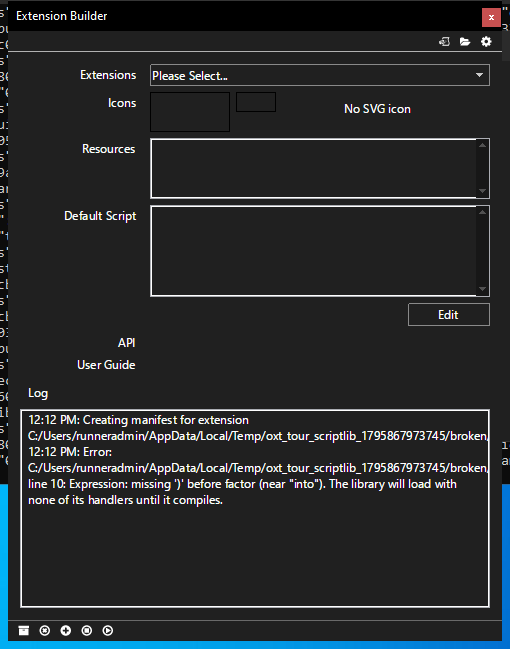 Extension Builder
x
Extensions
Please Select...
Icons
No SVG icon
Resources
Default Script
Edit
API
User Guide
Log
12:12 PM: Creating manifest for extension
C:/Users/runneradmin/AppData/Local/Temp/oxt_tour_scriptlib_1795867973745/broken,
12:12 PM: Error:
C:/Users/runneradmin/AppData/Local/Temp/oxt_tour_scriptlib_1795867973745/broken,
line 10: Expression: missing ')' before factor (near "into"). The library will load with
none of its handlers until it compiles.